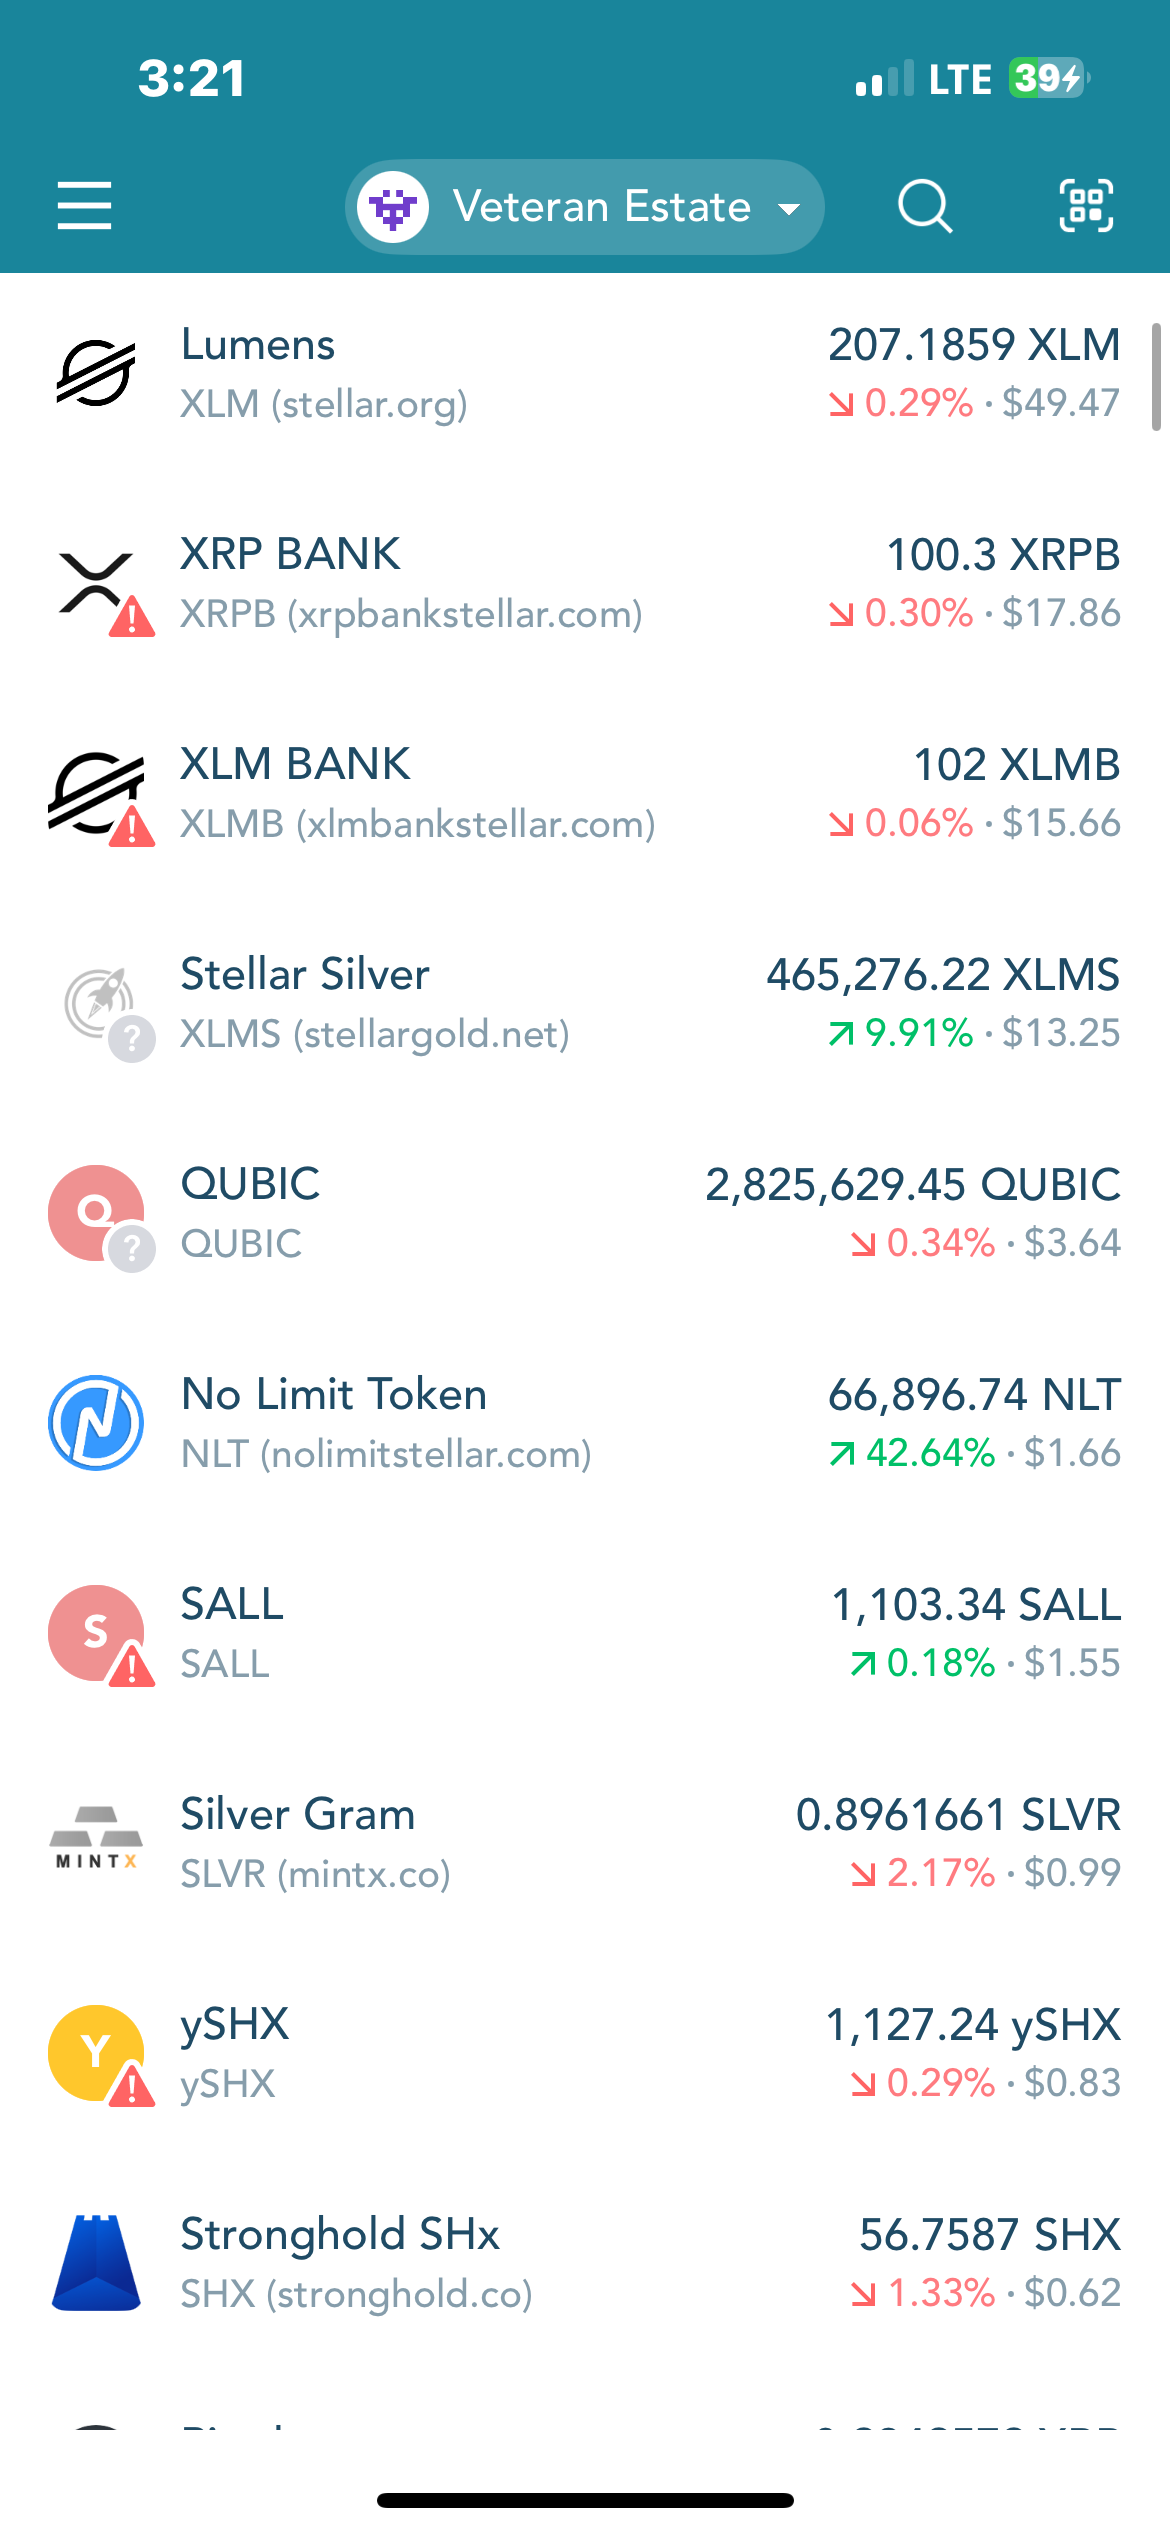 3:21
LTE 39
Veteran Estate
Lumens
207.1859 XLM
XLM (stellar.org)
0.29% · $49.47
XRP BANK
100.3 XRPB
XRPB (xrpbankstellar.com)
0.30% · $17.86
XLM BANK
102 XLMB
XLMB (xlmbankstellar.com)
0.06% · $15.66
Stellar Silver
465,276.22 XLMS
?
XLMS (stellargold.net)
9.91% · $13.25
Q
QUBIC
2,825,629.45 QUBIC
?
QUBIC
0.34% · $3.64
N
No Limit Token
66,896.74 NLT
NLT (nolimitstellar.com)
42.64% · $1.66
S
SALL
1,103.34 SALL
SALL
0.18% · $1.55
Silver Gram
0.8961661 SLVR
MINTX
SLVR (mintx.co)
2.17% · $0.99
Y
ySHX
1,127.24 ySHX
ySHX
0.29% · $0.83
Stronghold SHx
56.7587 SHX
SHX (stronghold.co)
1.33% · $0.62